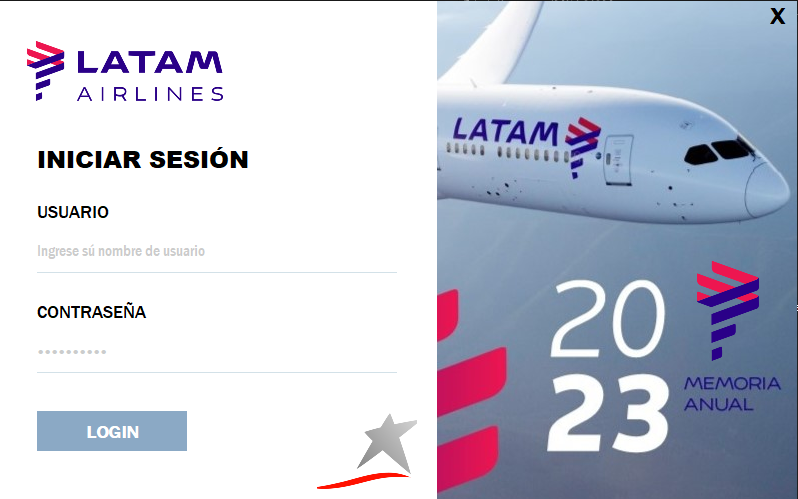 X
LATAM
AIRLINES
INICIAR SESIÓN
USUARIO
Ingrese sú nombre de usuario
CONTRASEÑA
••••••••••
LOGIN
LATAM
20
23
MEMORIA
ANUAL